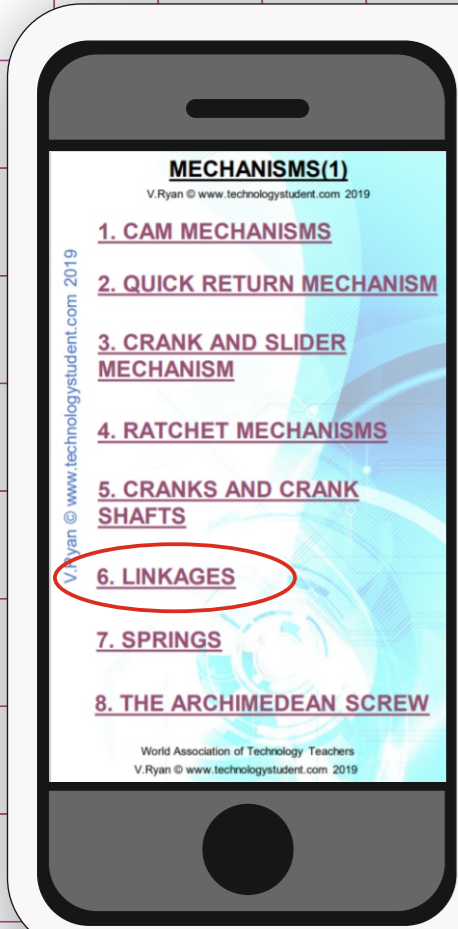 MECHANISMS(1)
V.Ryan © www.technologystudent.com 2019
V.Ryan © www.technologystudent.com 2019
1. CAM MECHANISMS
2. QUICK RETURN MECHANISM
3. CRANK AND SLIDER
MECHANISM
4. RATCHET MECHANISMS
5. CRANKS AND CRANK
SHAFTS
6. LINKAGES
7. SPRINGS
8. THE ARCHIMEDEAN SCREW
World Association of Technology Teachers
V.Ryan © www.technologystudent.com 2019